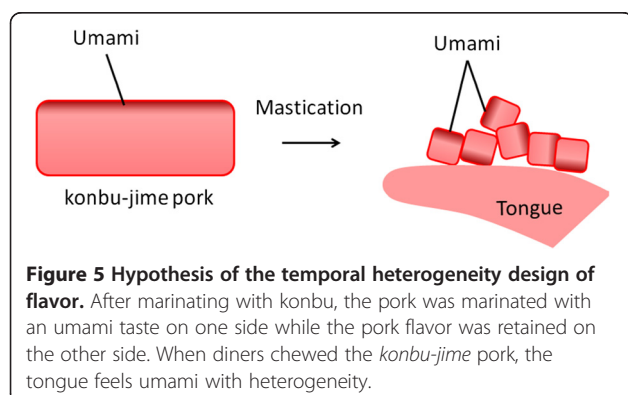 Umami
Umami
Mastication
konbu-jime pork
Tongue
Figure 5 Hypothesis of the temporal heterogeneity design of
flavor. After marinating with konbu, the pork was marinated with
an umami taste on one side while the pork flavor was retained on
the other side. When diners chewed the konbu-jime pork, the
tongue feels umami with heterogeneity.